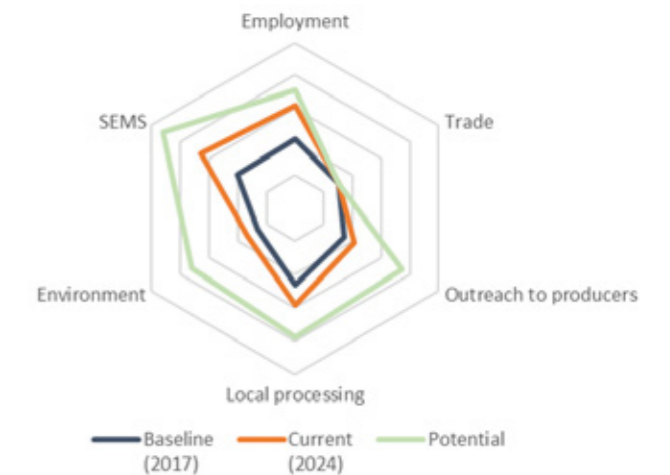 Employment
SEMS
Trade
Environment
Outreach to producers
Local processing
Baseline (2017)
Current (2024)
Potential